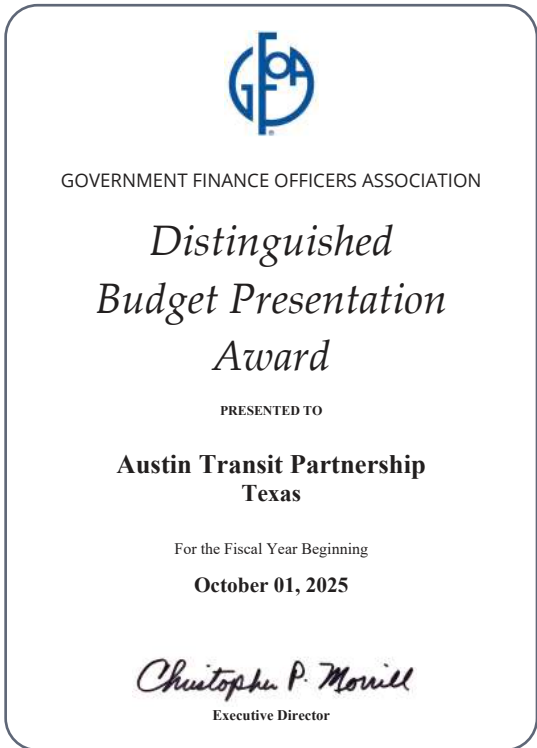 GFOA
GOVERNMENT FINANCE OFFICERS ASSOCIATION
Distinguished
Budget Presentation
Award
PRESENTED TO
Austin Transit Partnership
Texas
For the Fiscal Year Beginning
October 01, 2025
Christopher P. Morrill
Executive Director